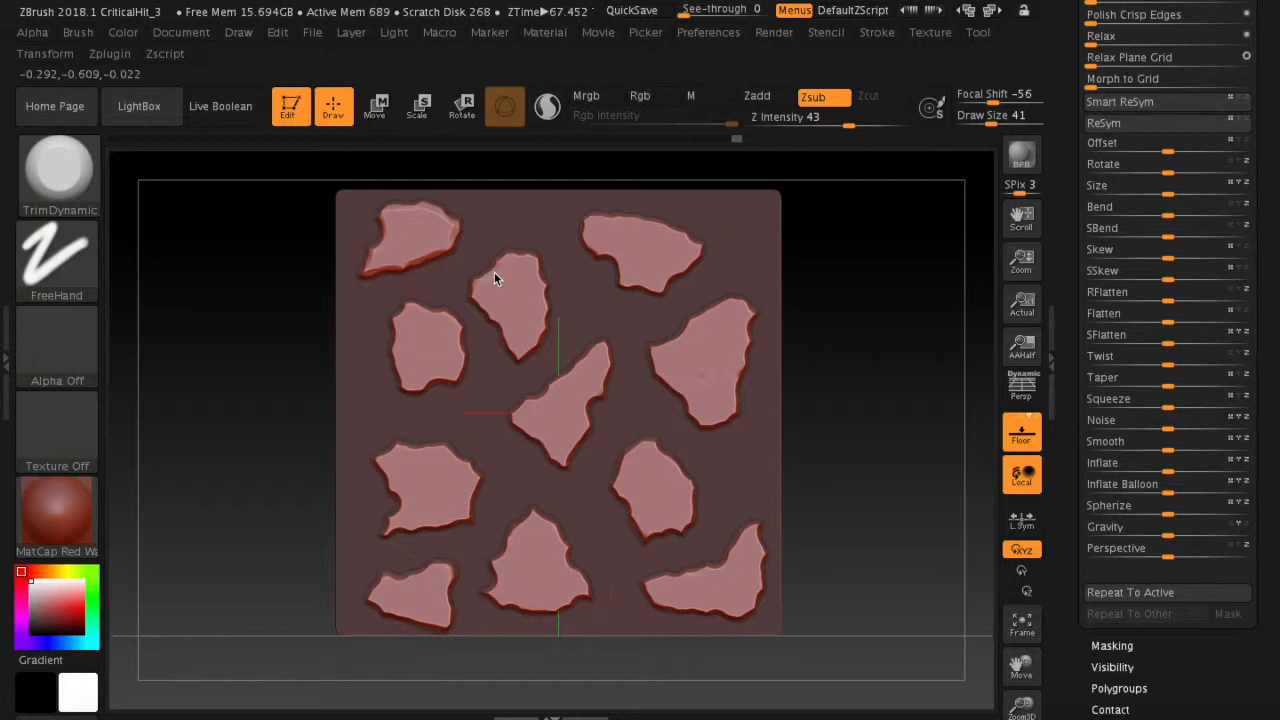 ZBrush 2018.1 CriticalHit_3 • Free Mem 15.694GB • Active Mem 689 • Scratch Disk 268 • ZTime▶67.452 QuickSave See-through 0 Menus DefaultZScript
Alpha Brush Color Document Draw Edit File Layer Light Macro Marker Material Movie Picker Preferences Render Stencil Stroke Texture Tool
Transform Zplugin Zscript
-0.292,-0.609,-0.022
Home Page LightBox Live Boolean Edit Draw Move Scale Rotate
Mrgb Rgb M Zadd Zsub Zcut Focal Shift -56
Rgb Intensity Z Intensity 43 Draw Size 41
TrimDynamic
FreeHand
Alpha Off
Texture Off
Gradient
BPR
SPix 3
Scroll
Zoom
Actual
AAHalf
Dynamic
Persp
Floor
Local
L.Sym
XYZ
Frame
Move
Zoom3D
Polish Crisp Edges
Relax
Relax Plane Grid
Morph to Grid
Smart ReSym
ReSym
Offset
Rotate
Size
Bend
SBend
Skew
SSkew
RFlatten
Flatten
SFlatten
Twist
Taper
Squeeze
Noise
Smooth
Inflate
Inflate Balloon
Spherize
Gravity
Perspective
Repeat To Active
Repeat To Other Mask
Masking
Visibility
Polygroups
Contact